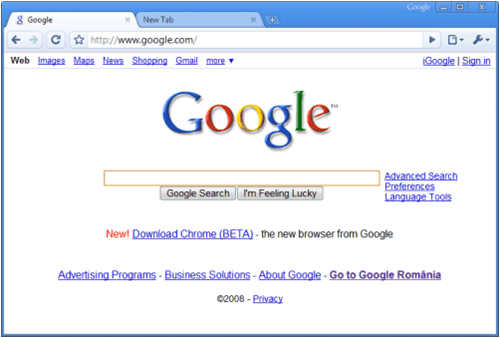 Google
Google New Tab
http://www.google.com/
Web Images Maps News Shopping Gmail more ▼ iGoogle | Sign in
Google™
Advanced Search
Preferences
Language Tools
Google Search I'm Feeling Lucky
New! Download Chrome (BETA) - the new browser from Google
Advertising Programs - Business Solutions - About Google - Go to Google România
©2008 - Privacy